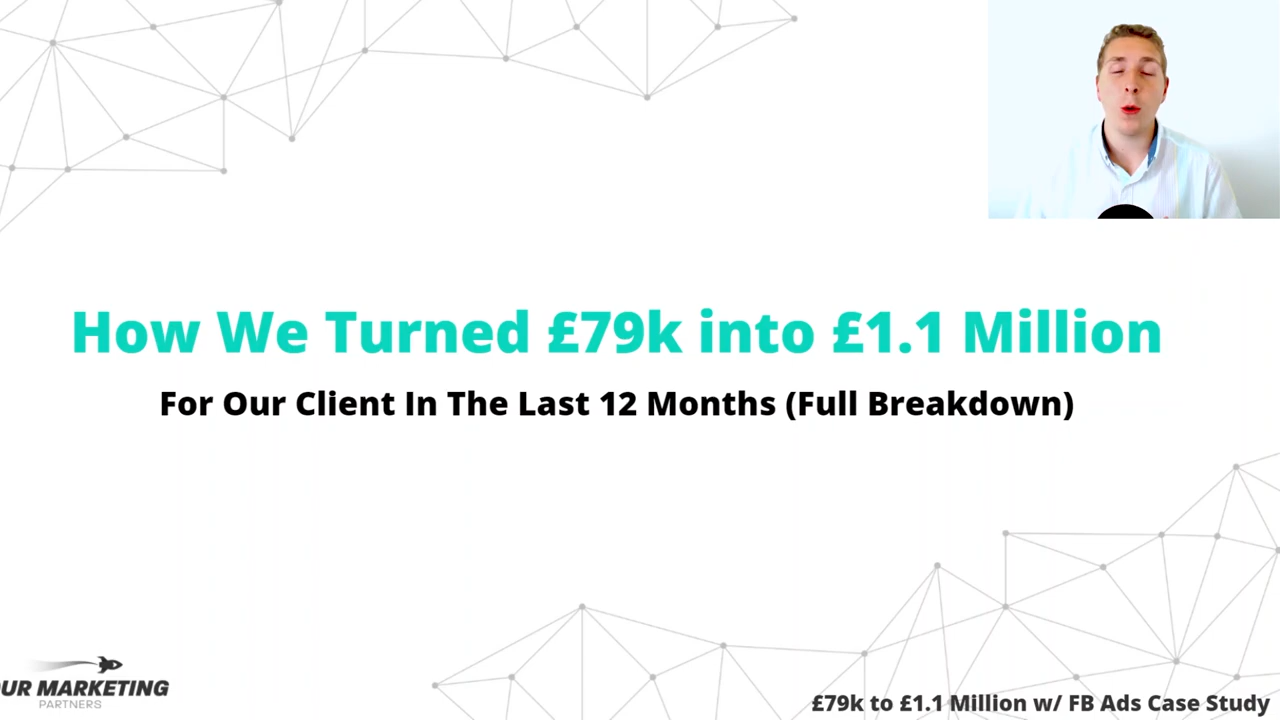 How We Turned £79k into £1.1 Million
For Our Client In The Last 12 Months (Full Breakdown)
UR MARKETING
PARTNERS
£79k to £1.1 Million w/ FB Ads Case Study